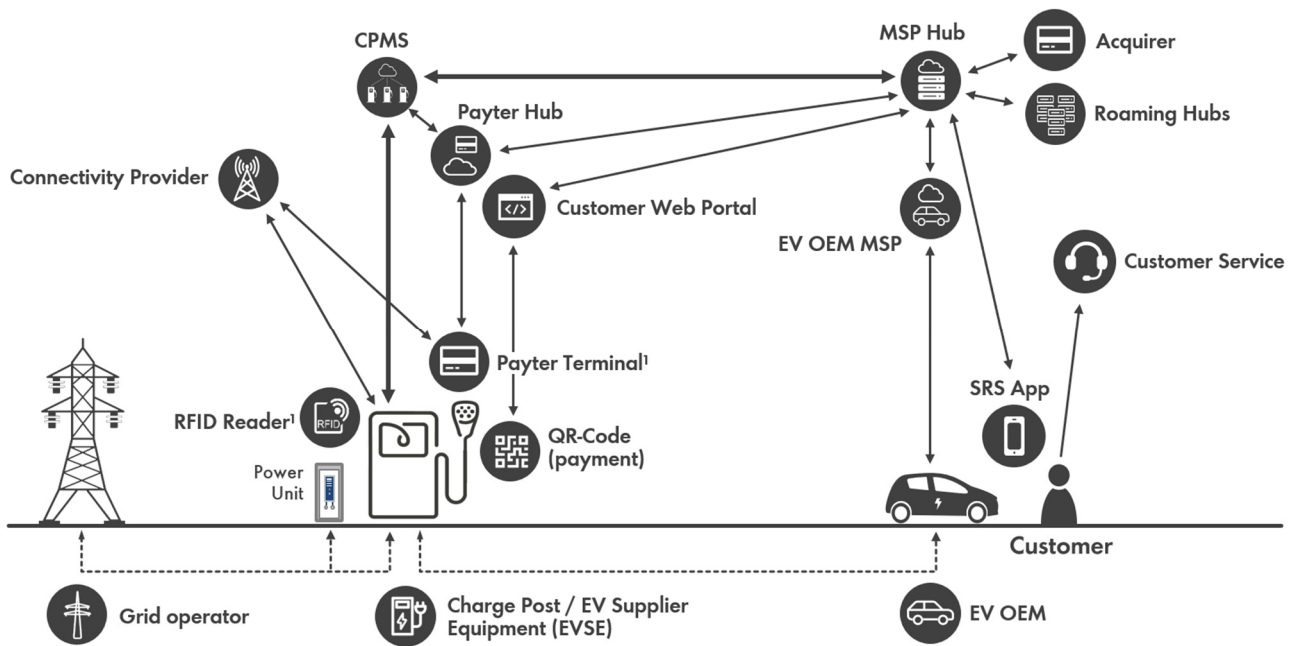 CPMS
MSP Hub
Acquirer
Payter Hub
Roaming Hubs
Connectivity Provider
</>
Customer Web Portal
EV OEM MSP
Customer Service
Payter Terminal¹
SRS App
RFID Reader¹
RFID
QR-Code
(payment)
Power
Unit
Customer
Grid operator
Charge Post / EV Supplier
Equipment (EVSE)
EV OEM